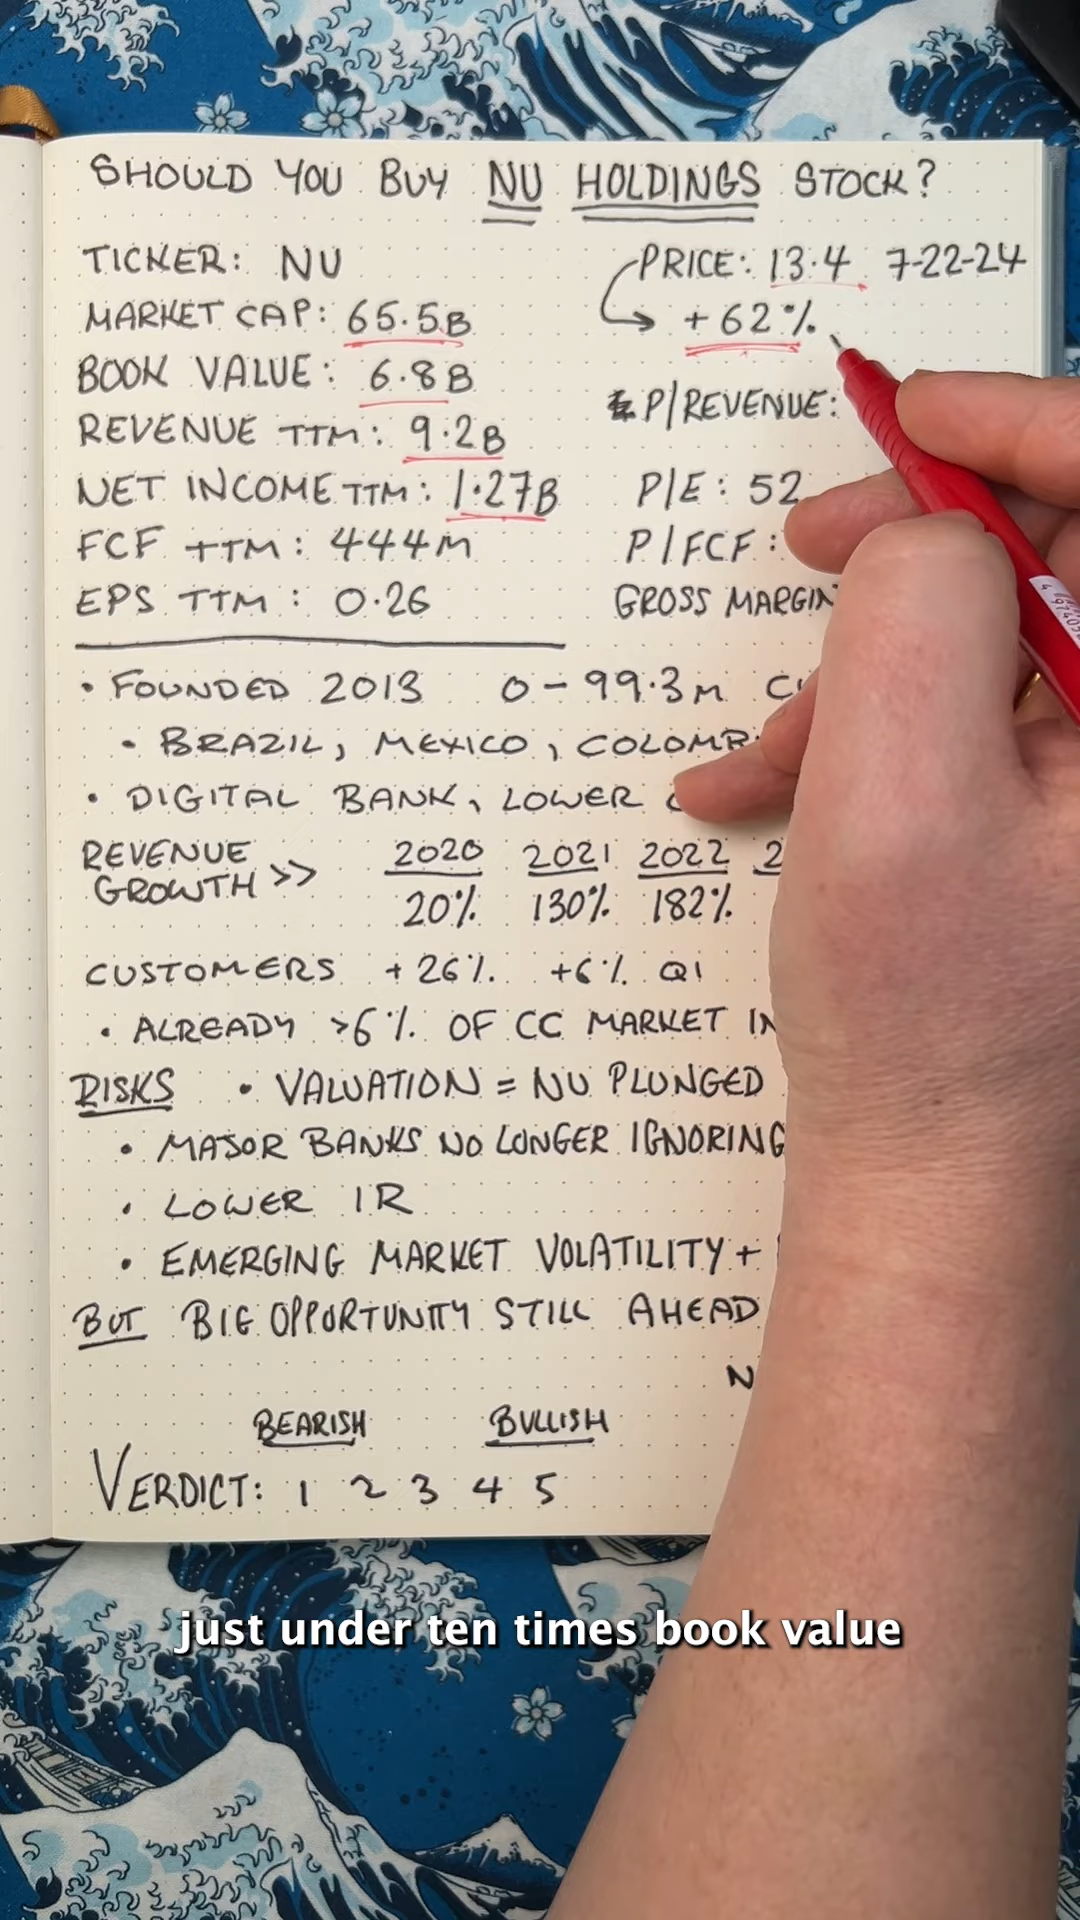 SHOULD YOU BUY NU HOLDINGS STOCK?
TICKER: NU
PRICE: 13.4 7-22-24
MARKET CAP: 65.5B
+62%
BOOK VALUE: 6.8B
P/REVENUE:
REVENUE TTM: 9.2B
NET INCOME TTM: 1.27B
P/E: 52
FCF TTM: 444M
P/FCF:
EPS TTM: 0.26
GROSS MARGIN
• FOUNDED 2013 0-99.3M
• BRAZIL, MEXICO, COLOMB
• DIGITAL BANK, LOWER
REVENUE GROWTH >> 2020 2021 2022 2
20% 130% 182%
CUSTOMERS +26% +6% Q1
• ALREADY >6% OF CC MARKET IN
RISKS • VALUATION = NU PLUNGED
• MAJOR BANKS NO LONGER IGNORING
• LOWER IR
• EMERGING MARKET VOLATILITY +
BUT BIG OPPORTUNITY STILL AHEAD
N
BEARISH BULLISH
VERDICT: 1 2 3 4 5
just under ten times book value